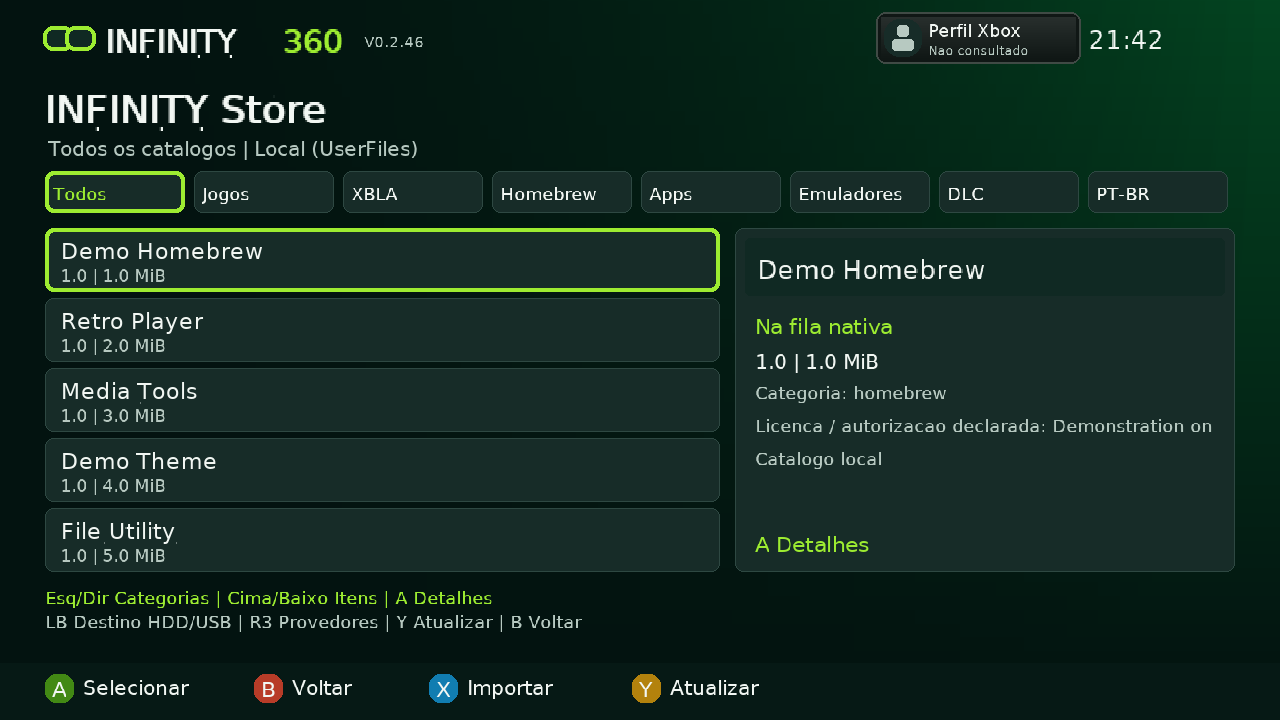 INFINITY 360 V0.2.46
Perfil Xbox
Nao consultado
21:42
INFINITY Store
Todos os catalogos | Local (UserFiles)
Todos Jogos XBLA Homebrew Apps Emuladores DLC PT-BR
Demo Homebrew
1.0 | 1.0 MiB
Retro Player
1.0 | 2.0 MiB
Media Tools
1.0 | 3.0 MiB
Demo Theme
1.0 | 4.0 MiB
File Utility
1.0 | 5.0 MiB
Demo Homebrew
Na fila nativa
1.0 | 1.0 MiB
Categoria: homebrew
Licenca / autorizacao declarada: Demonstration on
Catalogo local
A Detalhes
Esq/Dir Categorias | Cima/Baixo Itens | A Detalhes
LB Destino HDD/USB | R3 Provedores | Y Atualizar | B Voltar
A Selecionar B Voltar X Importar Y Atualizar